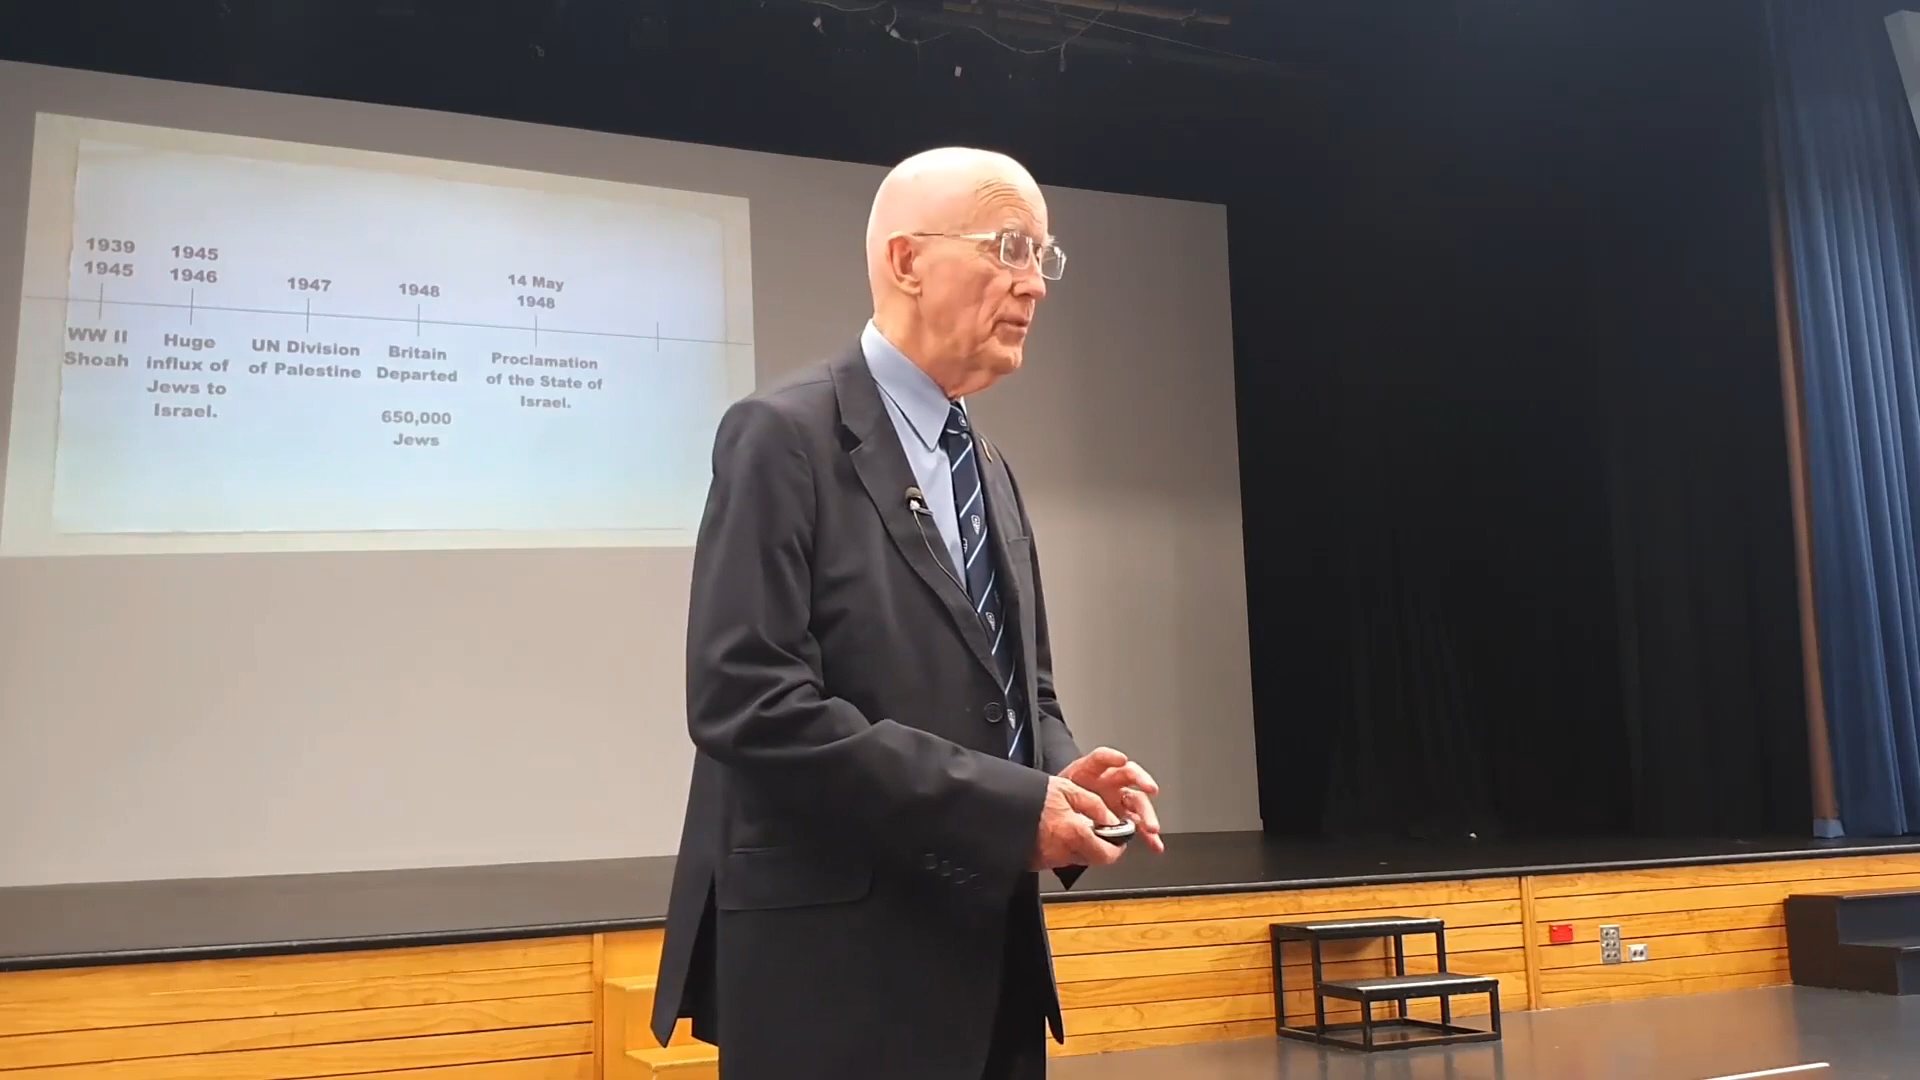 1939
1945
WW II
Shoah
1945
1946
Huge
influx of
Jews to
Israel.
1947
UN Division
of Palestine
1948
Britain
Departed
650,000
Jews
14 May
1948
Proclamation
of the State of
Israel.